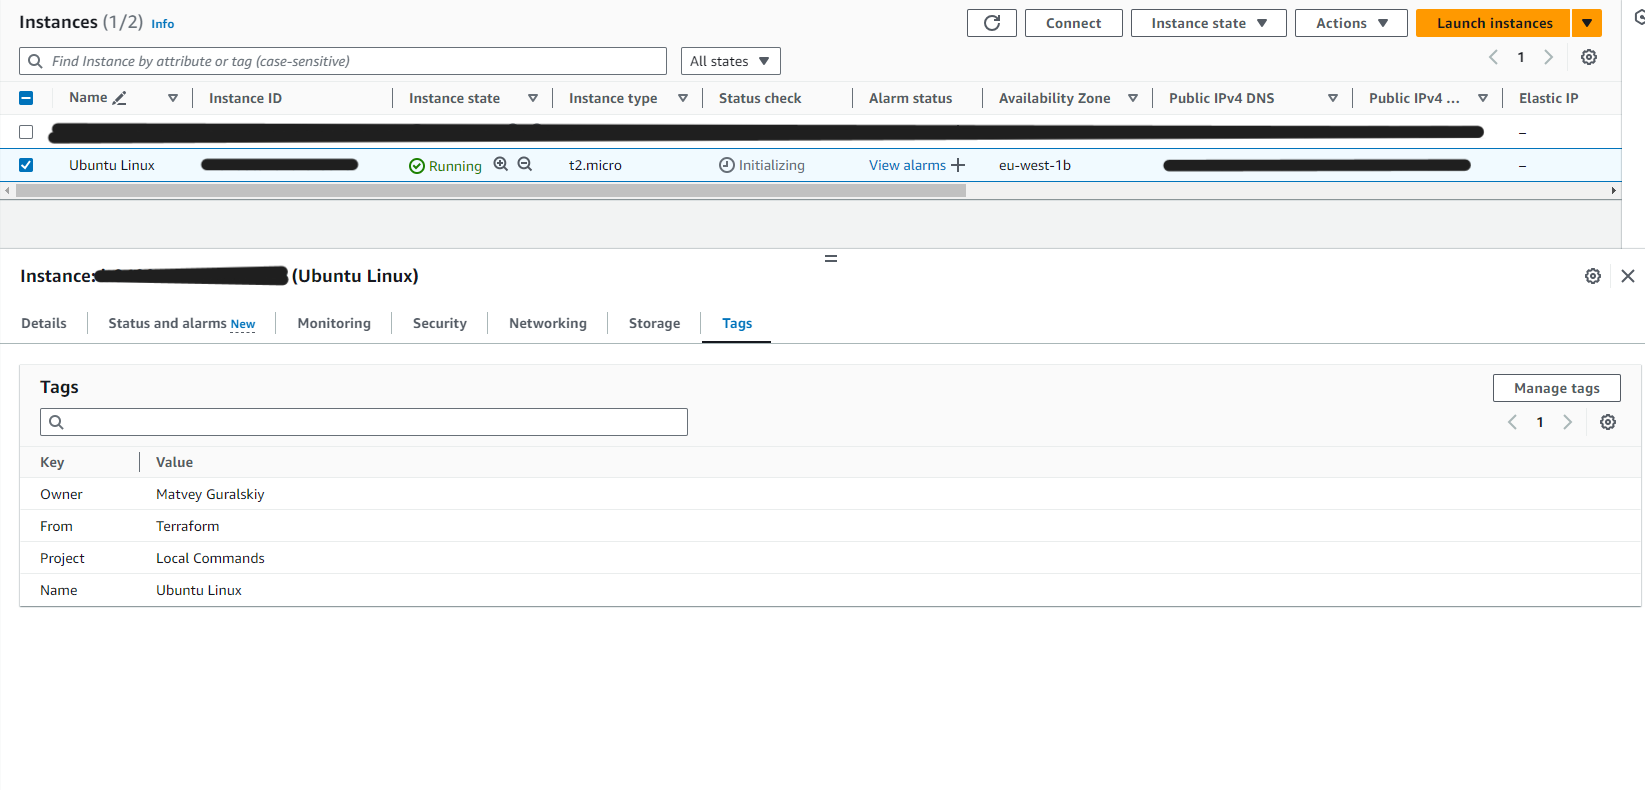 Instances (1/2) Info
Connect
Instance state
Actions
Launch instances
Find Instance by attribute or tag (case-sensitive)
All states
1
Name Instance ID Instance state Instance type Status check Alarm status Availability Zone Public IPv4 DNS Public IPv4 ... Elastic IP
–
Ubuntu Linux Running t2.micro Initializing View alarms + eu-west-1b –
Instance: (Ubuntu Linux)
Details Status and alarms New Monitoring Security Networking Storage Tags
Tags
Manage tags
1
Key Value
Owner Matvey Guralskiy
From Terraform
Project Local Commands
Name Ubuntu Linux